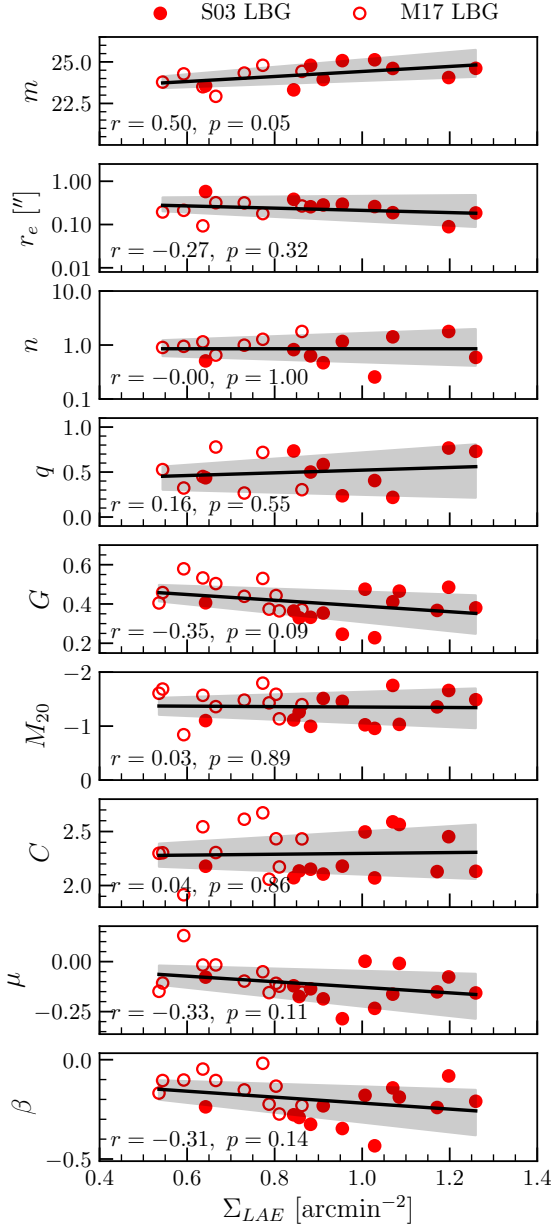 S03 LBG M17 LBG
25.0
22.5
m
r = 0.50, p = 0.05
1.00
0.10
0.01
r_e [′′]
r = −0.27, p = 0.32
10.0
1.0
0.1
n
r = −0.00, p = 1.00
1.0
0.5
0.0
q
r = 0.16, p = 0.55
0.6
0.4
0.2
G
r = −0.35, p = 0.09
−2
−1
0
M_20
r = 0.03, p = 0.89
2.5
2.0
C
r = 0.04, p = 0.86
0.00
−0.25
μ
r = −0.33, p = 0.11
0.0
−0.5
β
r = −0.31, p = 0.14
0.4 0.6 0.8 1.0 1.2 1.4
Σ_LAE [arcmin⁻²]